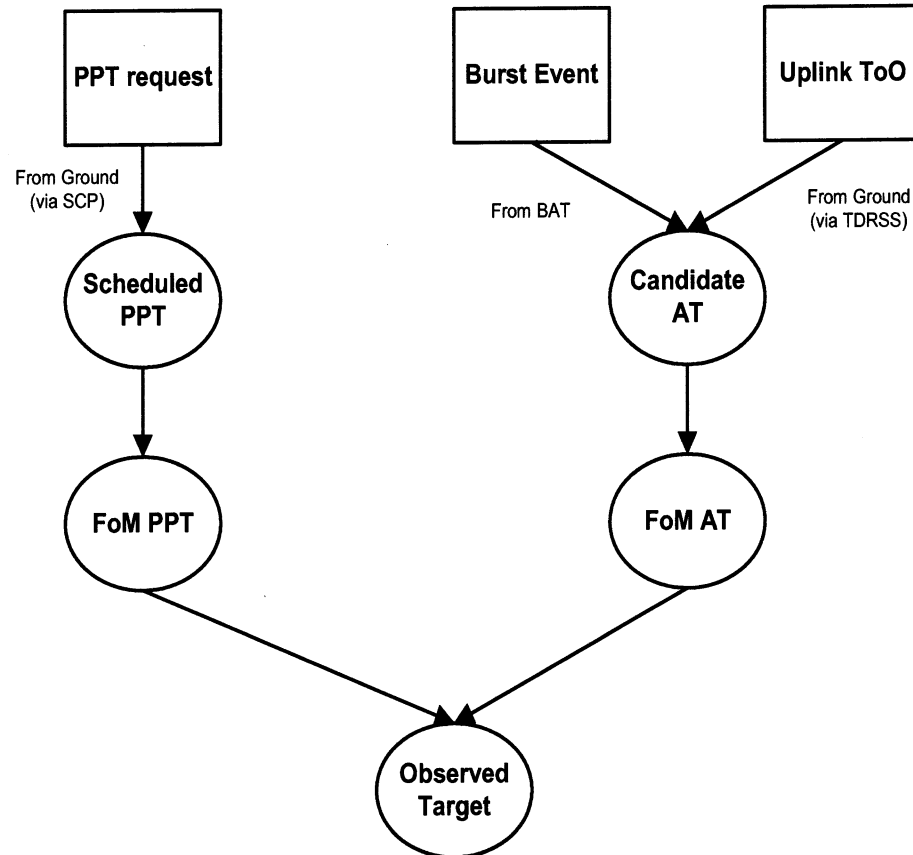 PPT request
Burst Event
Uplink ToO
From Ground
(via SCP)
From BAT
From Ground
(via TDRSS)
Scheduled
PPT
Candidate
AT
FoM PPT
FoM AT
Observed
Target